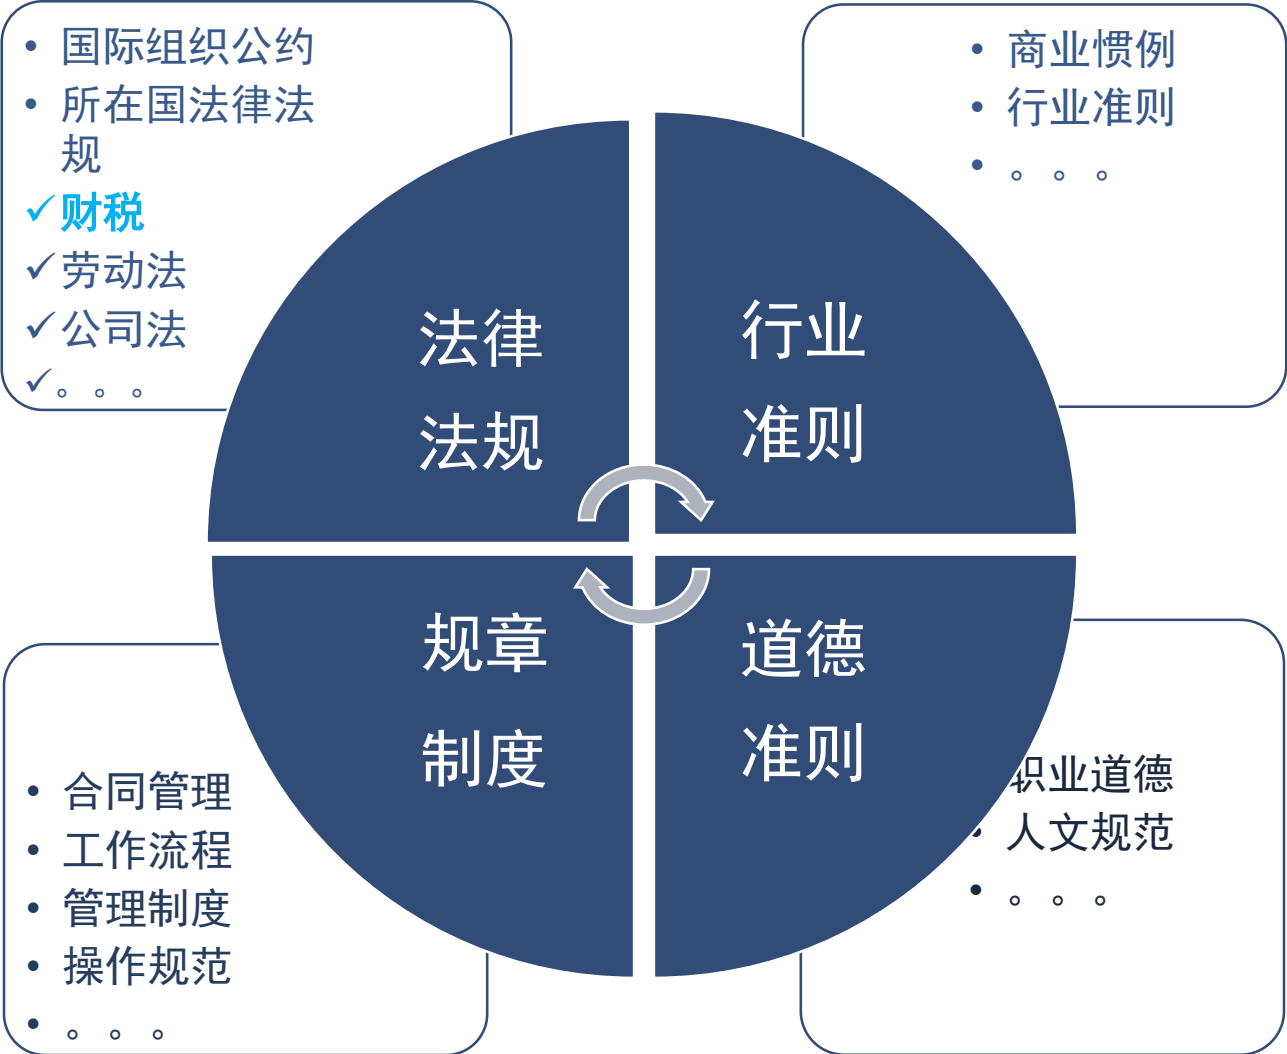 • 国际组织公约
• 所在国法律法
规
✓财税
✓劳动法
✓公司法
✓。。。
• 商业惯例
• 行业准则
• 。。。
法律
法规
行业
准则
规章
制度
道德
准则
• 合同管理
• 工作流程
• 管理制度
• 操作规范
• 。。。
职业道德
• 人文规范
• 。。。